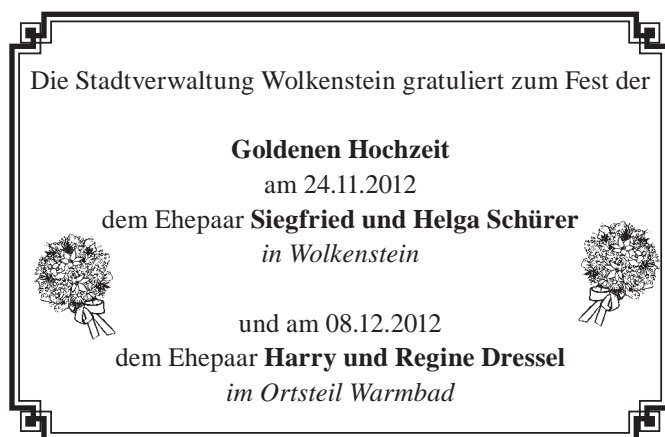 Die Stadtverwaltung Wolkenstein gratuliert zum Fest der
Goldenen Hochzeit
am 24.11.2012
dem Ehepaar Siegfried und Helga Schürer
in Wolkenstein
und am 08.12.2012
dem Ehepaar Harry und Regine Dressel
im Ortsteil Warmbad